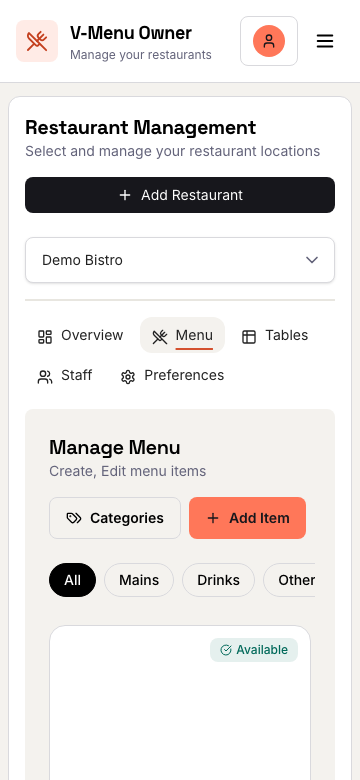 V-Menu Owner
Manage your restaurants
Restaurant Management
Select and manage your restaurant locations
Add Restaurant
Demo Bistro
Overview Menu Tables
Staff Preferences
Manage Menu
Create, Edit menu items
Categories Add Item
All Mains Drinks Other
Available